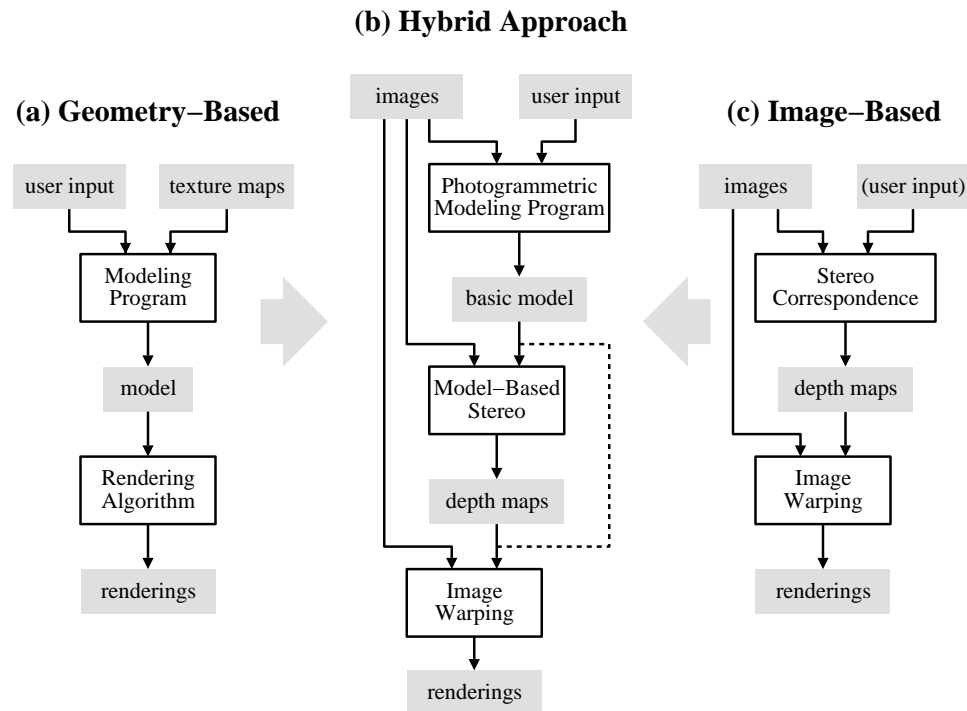 (b) Hybrid Approach
(a) Geometry−Based
user input
texture maps
Modeling
Program
model
Rendering
Algorithm
renderings
images
user input
Photogrammetric
Modeling Program
basic model
Model−Based
Stereo
depth maps
Image
Warping
renderings
(c) Image−Based
images
(user input)
Stereo
Correspondence
depth maps
Image
Warping
renderings